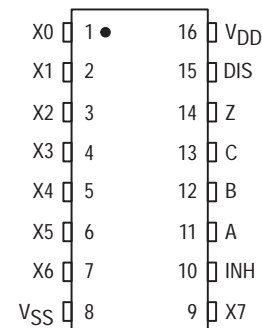 X0 1 16 VDD
X1 2 15 DIS
X2 3 14 Z
X3 4 13 C
X4 5 12 B
X5 6 11 A
X6 7 10 INH
VSS 8 9 X7